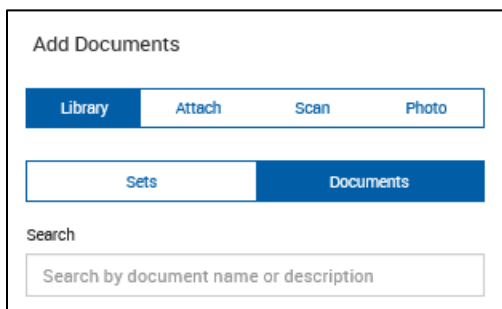 Add Documents
Library Attach Scan Photo
Sets Documents
Search
Search by document name or description